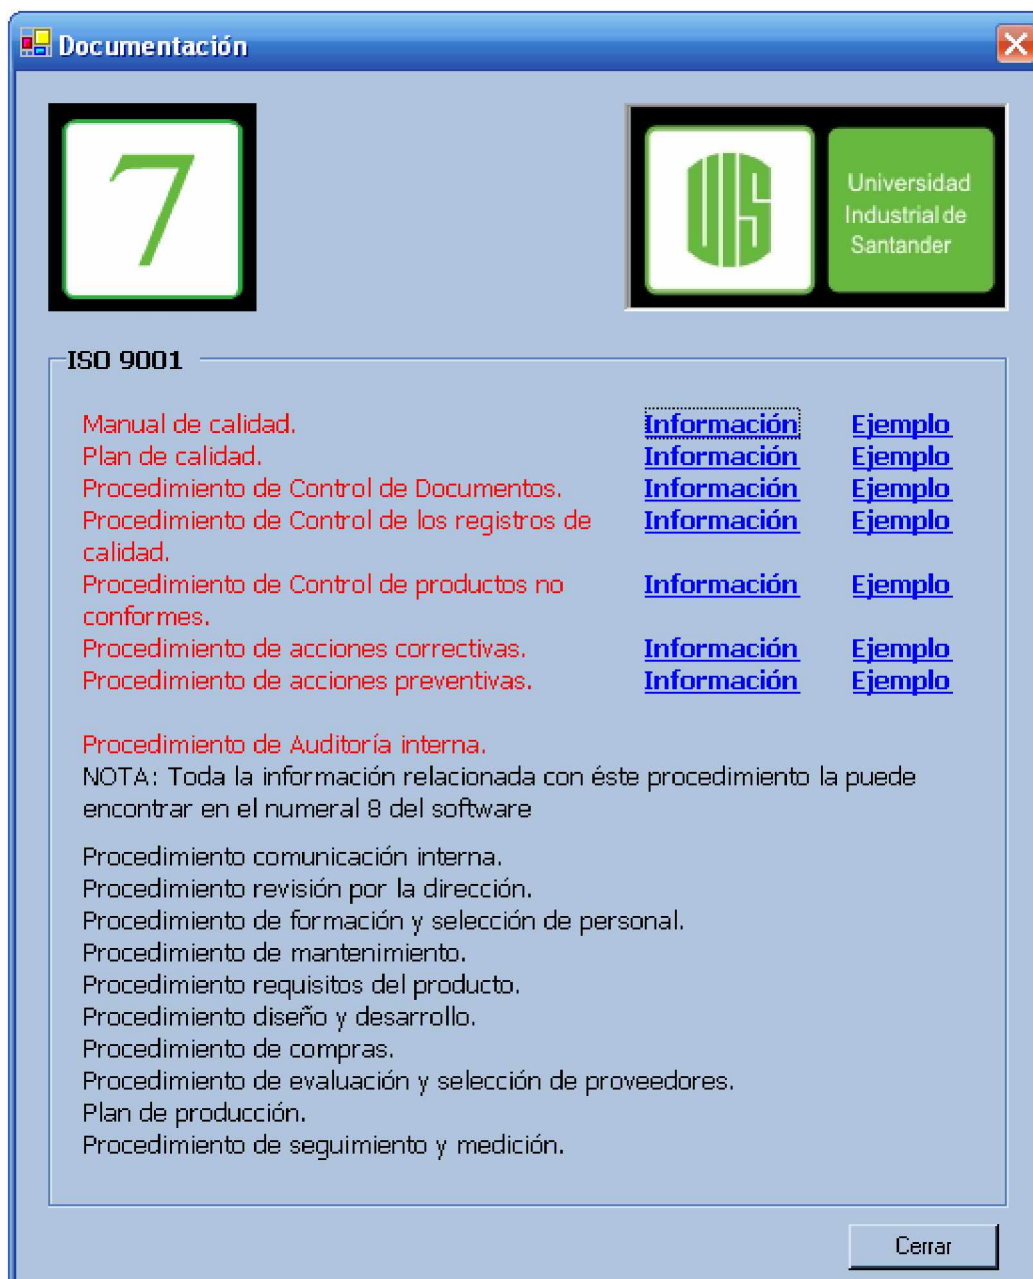 Documentación
7
UIS
Universidad
Industrial de
Santander
ISO 9001
Manual de calidad. Información Ejemplo
Plan de calidad. Información Ejemplo
Procedimiento de Control de Documentos. Información Ejemplo
Procedimiento de Control de los registros de Información Ejemplo
calidad.
Procedimiento de Control de productos no Información Ejemplo
conformes.
Procedimiento de acciones correctivas. Información Ejemplo
Procedimiento de acciones preventivas. Información Ejemplo
Procedimiento de Auditoría interna.
NOTA: Toda la información relacionada con éste procedimiento la puede
encontrar en el numeral 8 del software
Procedimiento comunicación interna.
Procedimiento revisión por la dirección.
Procedimiento de formación y selección de personal.
Procedimiento de mantenimiento.
Procedimiento requisitos del producto.
Procedimiento diseño y desarrollo.
Procedimiento de compras.
Procedimiento de evaluación y selección de proveedores.
Plan de producción.
Procedimiento de seguimiento y medición.
Cerrar